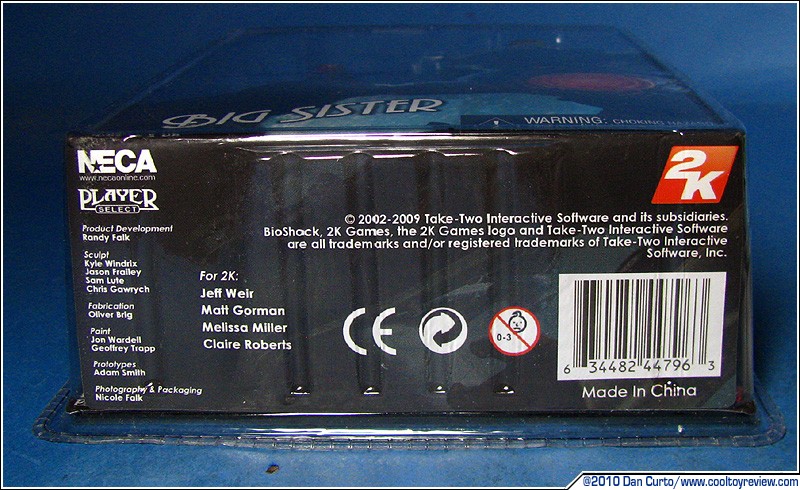 BIG SISTER
WARNING: CHOKING HAZARD
NECA
www.necaonline.com
PLAYER
SELECT
Product Development
Randy Falk
Sculpt
Kyle Windrix
Jason Frailey
Sam Lute
Chris Gawrych
Fabrication
Oliver Brig
Paint
Jon Wardell
Geoffrey Trapp
Prototypes
Adam Smith
Photography & Packaging
Nicole Falk
For 2K:
Jeff Weir
Matt Gorman
Melissa Miller
Claire Roberts
2K
© 2002-2009 Take-Two Interactive Software and its subsidiaries.
BioShock, 2K Games, the 2K Games logo and Take-Two Interactive Software
are all trademarks and/or registered trademarks of Take-Two Interactive
Software, Inc.
CE
0-3
6 34482 44796 3
Made In China
©2010 Dan Curto/www.cooltoyreview.com